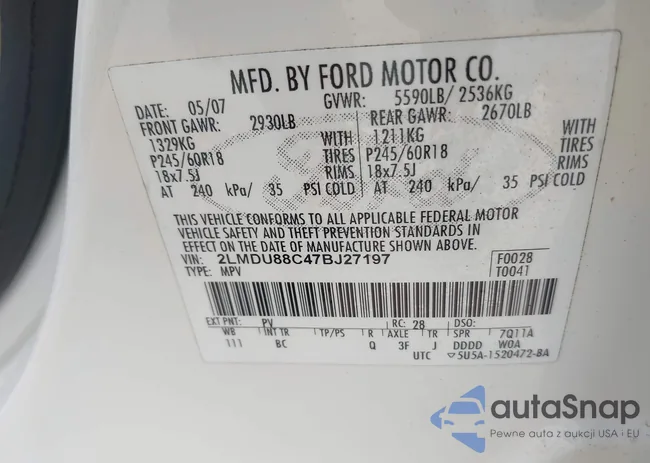 MFD. BY FORD MOTOR CO.
DATE: 05/07 GVWR: 5590LB/ 2536KG
FRONT GAWR: 2930LB REAR GAWR: 2670LB
1329KG WITH 1211KG WITH
P245/60R18 TIRES P245/60R18 TIRES
18x7.5J RIMS 18x7.5J RIMS
AT 240 kPa/ 35 PSI COLD AT 240 kPa/ 35 PSI COLD
THIS VEHICLE CONFORMS TO ALL APPLICABLE FEDERAL MOTOR
VEHICLE SAFETY AND THEFT PREVENTION STANDARDS IN
EFFECT ON THE DATE OF MANUFACTURE SHOWN ABOVE.
VIN: 2LMDU88C47BJ27197 F0028
TYPE: MPV T0041
EXT PNT: PV RC: 28 DSO:
WB INT TR TP/PS R AXLE TR SPR 7Q11A
111 BC Q 3F J DDDD W0A
UTC ▽5U5A-1520472-BA
autaSnap
Pewne auta z aukcji USA i EU